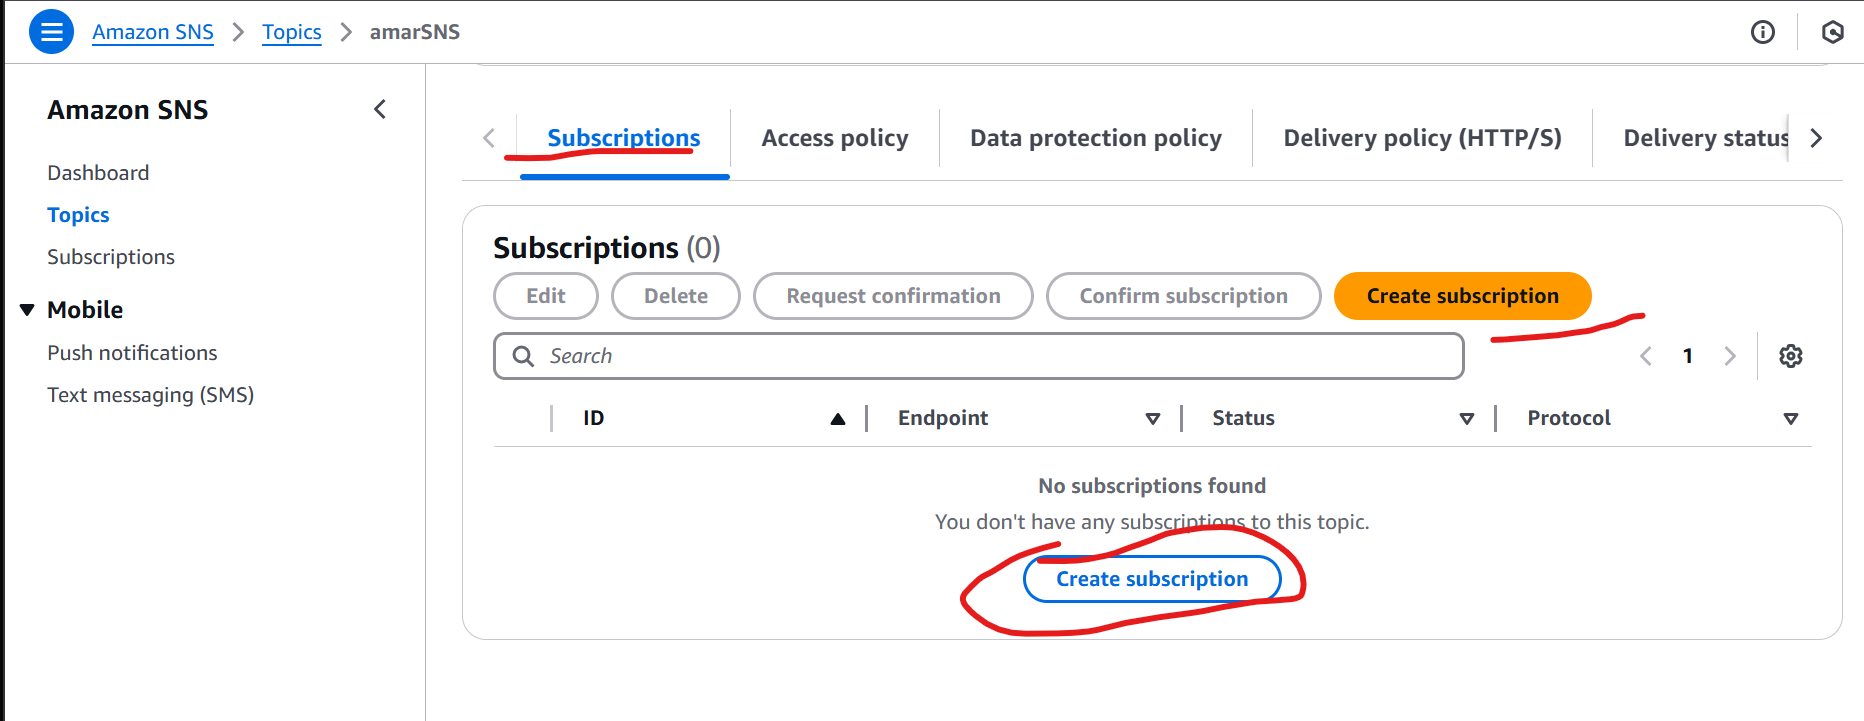 Amazon SNS > Topics > amarSNS
Amazon SNS
Dashboard
Topics
Subscriptions
Mobile
Push notifications
Text messaging (SMS)
Subscriptions Access policy Data protection policy Delivery policy (HTTP/S) Delivery status
Subscriptions (0)
Edit Delete Request confirmation Confirm subscription Create subscription
Search 1
ID Endpoint Status Protocol
No subscriptions found
You don't have any subscriptions to this topic.
Create subscription